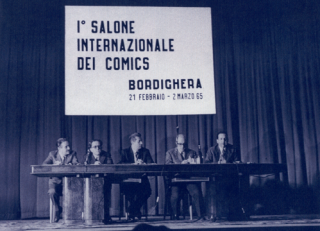 1° SALONE
INTERNAZIONALE
DEI COMICS
BORDIGHERA
21 FEBBRAIO - 2 MARZO 65